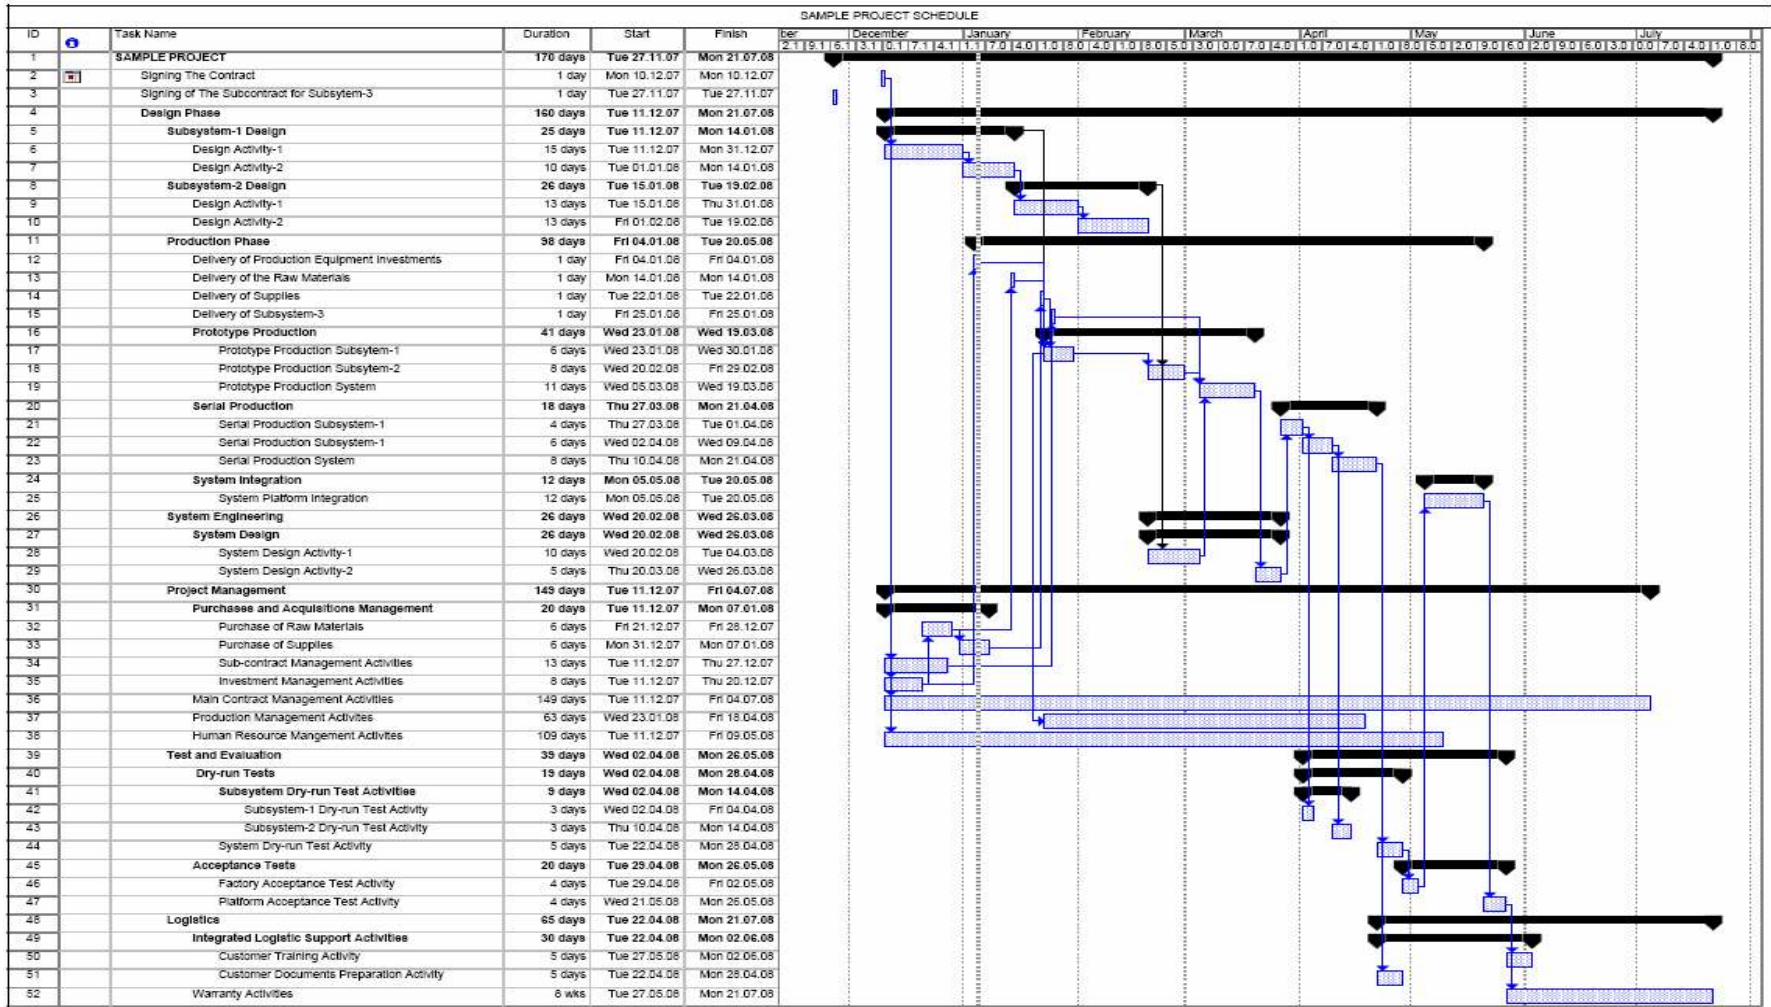 SAMPLE PROJECT SCHEDULE
ID Task Name Duration Start Finish ber December January February March April May June July
1 SAMPLE PROJECT 170 days Tue 27.11.07 Mon 21.07.08
2 Signing The Contract 1 day Mon 10.12.07 Mon 10.12.07
3 Signing of The Subcontract for Subsytem-3 1 day Tue 27.11.07 Tue 27.11.07
4 Design Phase 160 days Tue 11.12.07 Mon 21.07.08
5 Subsystem-1 Design 25 days Tue 11.12.07 Mon 14.01.08
6 Design Activity-1 15 days Tue 11.12.07 Mon 31.12.07
7 Design Activity-2 10 days Tue 01.01.08 Mon 14.01.08
8 Subsystem-2 Design 26 days Tue 15.01.08 Tue 19.02.08
9 Design Activity-1 13 days Tue 15.01.08 Thu 31.01.08
10 Design Activity-2 13 days Fri 01.02.08 Tue 19.02.08
11 Production Phase 98 days Fri 04.01.08 Tue 20.05.08
12 Delivery of Production Equipment Investments 1 day Fri 04.01.08 Fri 04.01.08
13 Delivery of the Raw Materials 1 day Mon 14.01.08 Mon 14.01.08
14 Delivery of Supplies 1 day Tue 22.01.08 Tue 22.01.08
15 Delivery of Subsystem-3 1 day Fri 25.01.08 Fri 25.01.08
16 Prototype Production 41 days Wed 23.01.08 Wed 19.03.08
17 Prototype Production Subsytem-1 6 days Wed 23.01.08 Wed 30.01.08
18 Prototype Production Subsytem-2 8 days Wed 20.02.08 Fri 29.02.08
19 Prototype Production System 11 days Wed 05.03.08 Wed 19.03.08
20 Serial Production 18 days Thu 27.03.08 Mon 21.04.08
21 Serial Production Subsystem-1 4 days Thu 27.03.08 Tue 01.04.08
22 Serial Production Subsystem-1 6 days Wed 02.04.08 Wed 09.04.08
23 Serial Production System 8 days Thu 10.04.08 Mon 21.04.08
24 System Integration 12 days Mon 05.05.08 Tue 20.05.08
25 System Platform Integration 12 days Mon 05.05.08 Tue 20.05.08
26 System Engineering 26 days Wed 20.02.08 Wed 26.03.08
27 System Design 26 days Wed 20.02.08 Wed 26.03.08
28 System Design Activity-1 10 days Wed 20.02.08 Tue 04.03.08
29 System Design Activity-2 5 days Thu 20.03.08 Wed 26.03.08
30 Project Management 149 days Tue 11.12.07 Fri 04.07.08
31 Purchases and Acquisitions Management 20 days Tue 11.12.07 Mon 07.01.08
32 Purchase of Raw Materials 6 days Fri 21.12.07 Fri 28.12.07
33 Purchase of Supplies 6 days Mon 31.12.07 Mon 07.01.08
34 Sub-contract Management Activities 13 days Tue 11.12.07 Thu 27.12.07
35 Investment Management Activities 8 days Tue 11.12.07 Thu 20.12.07
36 Main Contract Management Activities 149 days Tue 11.12.07 Fri 04.07.08
37 Production Management Activites 63 days Wed 23.01.08 Fri 18.04.08
38 Human Resource Mangement Activites 109 days Tue 11.12.07 Fri 09.05.08
39 Test and Evaluation 39 days Wed 02.04.08 Mon 26.05.08
40 Dry-run Tests 19 days Wed 02.04.08 Mon 28.04.08
41 Subsystem Dry-run Test Activities 9 days Wed 02.04.08 Mon 14.04.08
42 Subsystem-1 Dry-run Test Activity 3 days Wed 02.04.08 Fri 04.04.08
43 Subsystem-2 Dry-run Test Activity 3 days Thu 10.04.08 Mon 14.04.08
44 System Dry-run Test Activity 5 days Tue 22.04.08 Mon 28.04.08
45 Acceptance Tests 20 days Tue 29.04.08 Mon 26.05.08
46 Factory Acceptance Test Activity 4 days Tue 29.04.08 Fri 02.05.08
47 Platform Acceptance Test Activity 4 days Wed 21.05.08 Mon 26.05.08
48 Logistics 65 days Tue 22.04.08 Mon 21.07.08
49 Integrated Logistic Support Activities 30 days Tue 22.04.08 Mon 02.06.08
50 Customer Training Activity 5 days Tue 27.05.08 Mon 02.06.08
51 Customer Documents Preparation Activity 5 days Tue 22.04.08 Mon 28.04.08
52 Warranty Activities 8 wks Tue 27.05.08 Mon 21.07.08